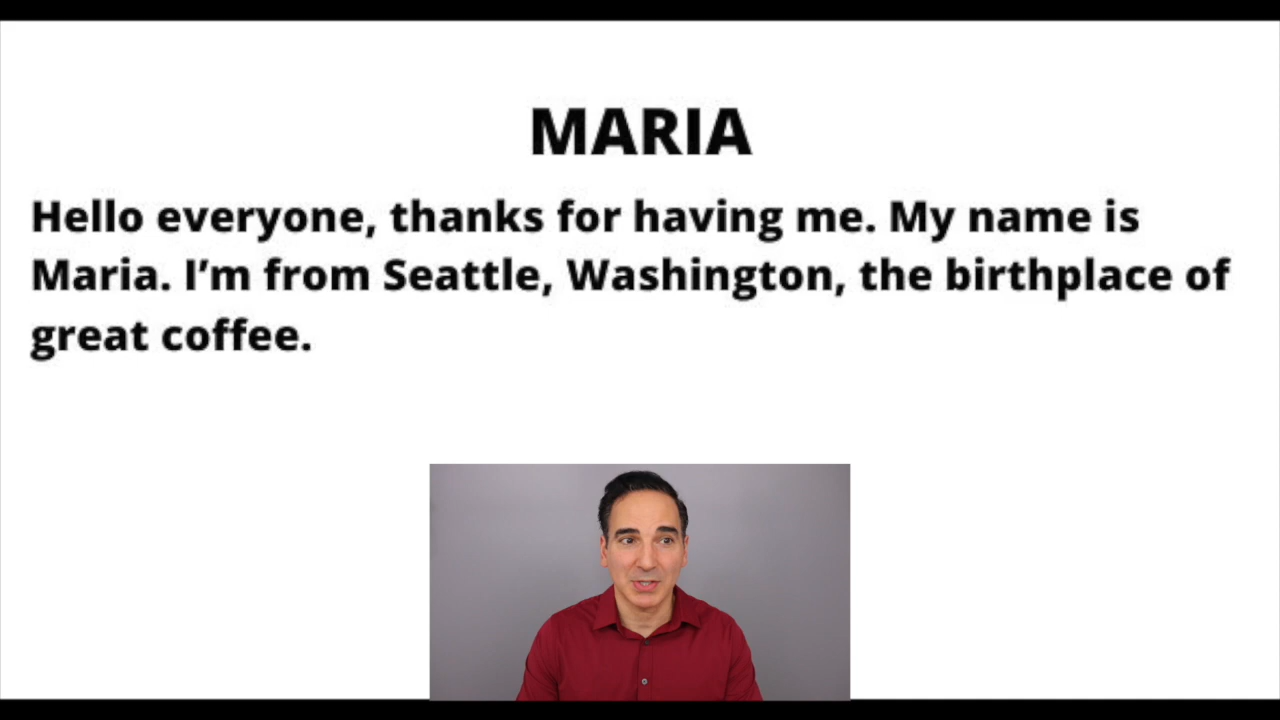 MARIA
Hello everyone, thanks for having me. My name is
Maria. I’m from Seattle, Washington, the birthplace of
great coffee.